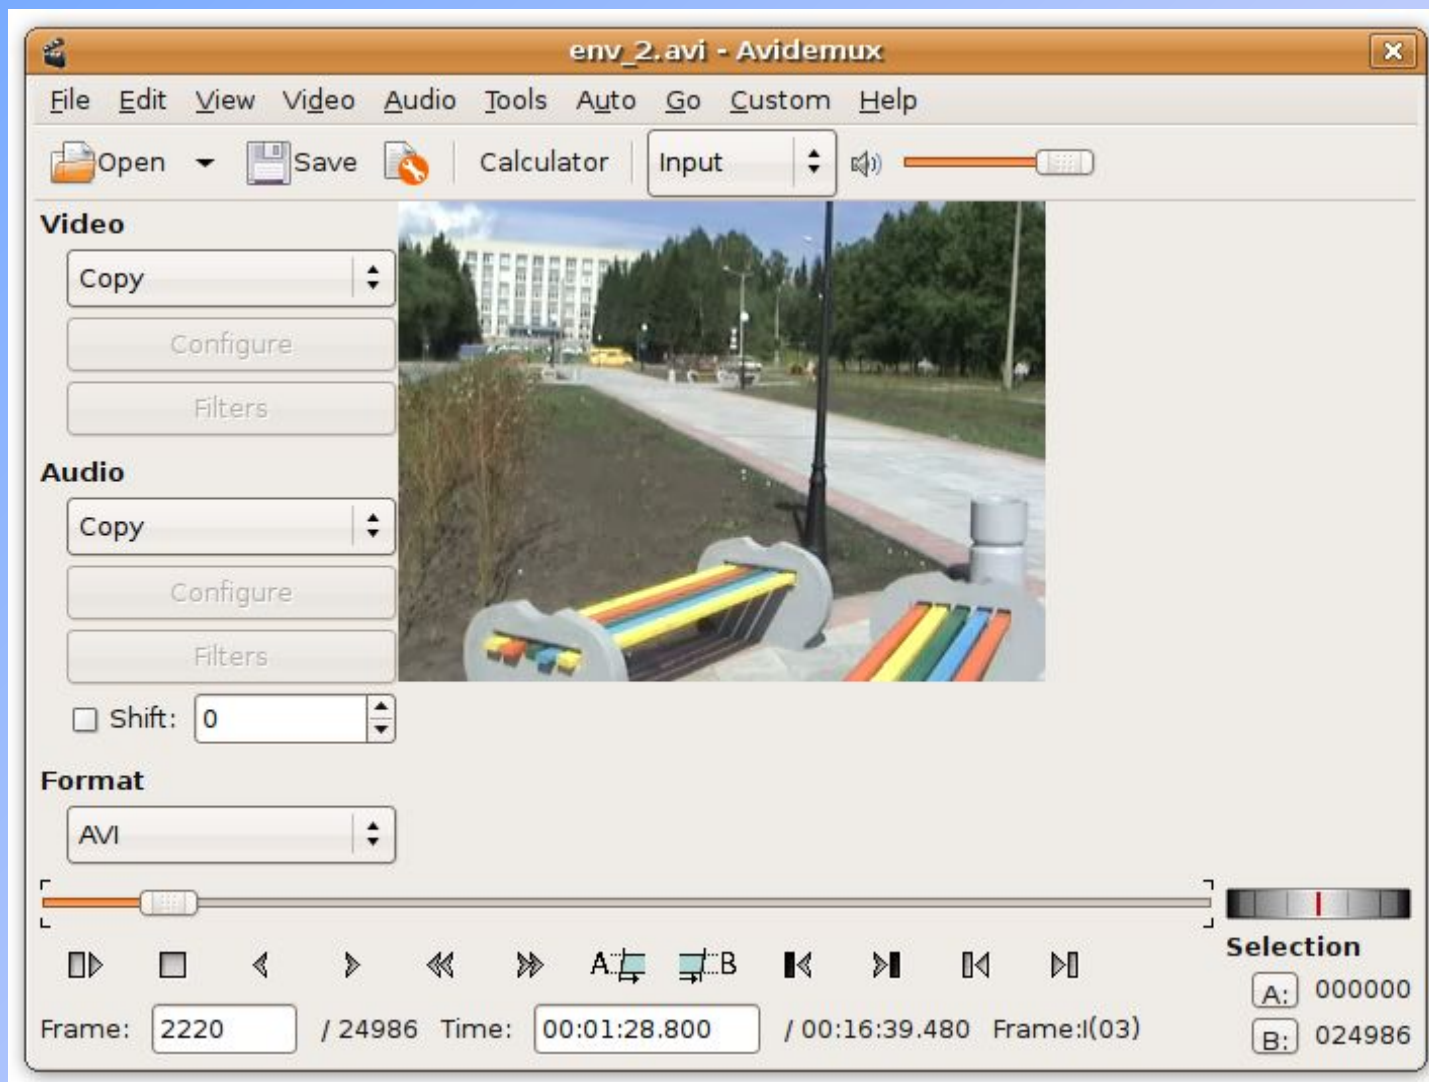 env_2.avi - Avidemux
File Edit View Video Audio Tools Auto Go Custom Help
Open Save Calculator Input
Video
Copy
Configure
Filters
Audio
Copy
Configure
Filters
Shift: 0
Format
AVI
A B
Selection
A: 000000
Frame: 2220 / 24986 Time: 00:01:28.800 / 00:16:39.480 Frame:I(03)
B: 024986